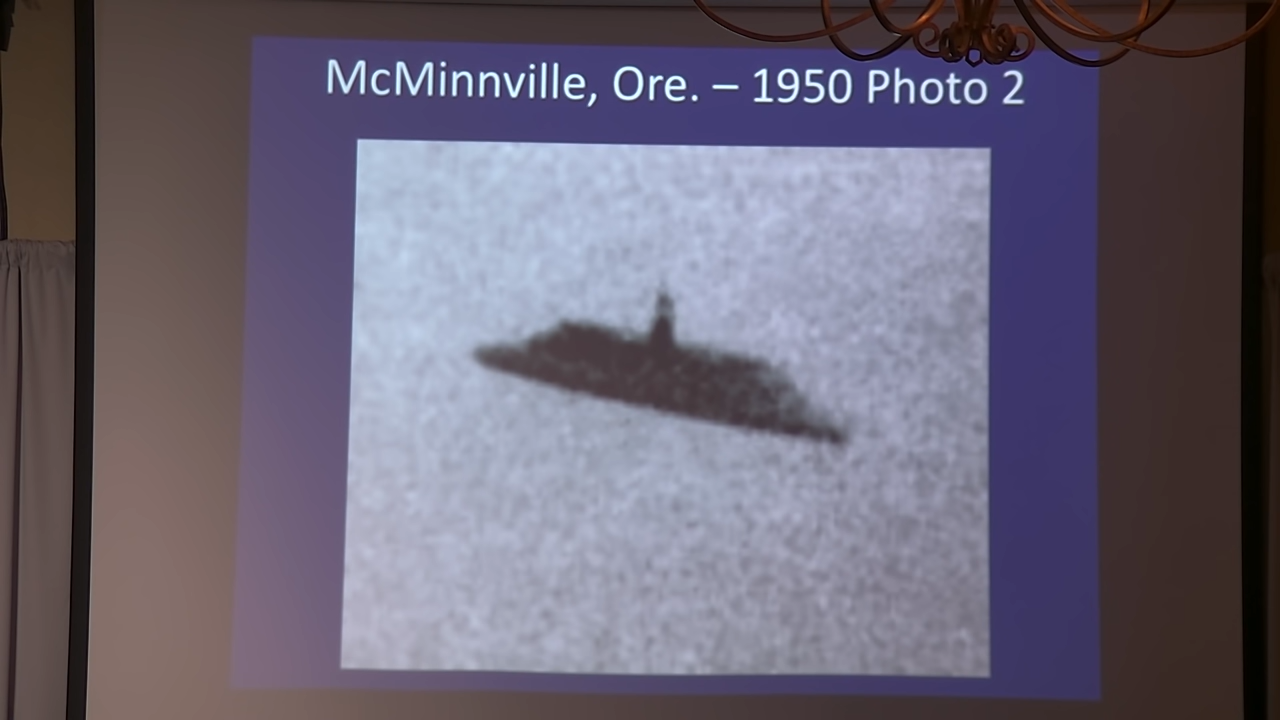 McMinnville, Ore. – 1950 Photo 2